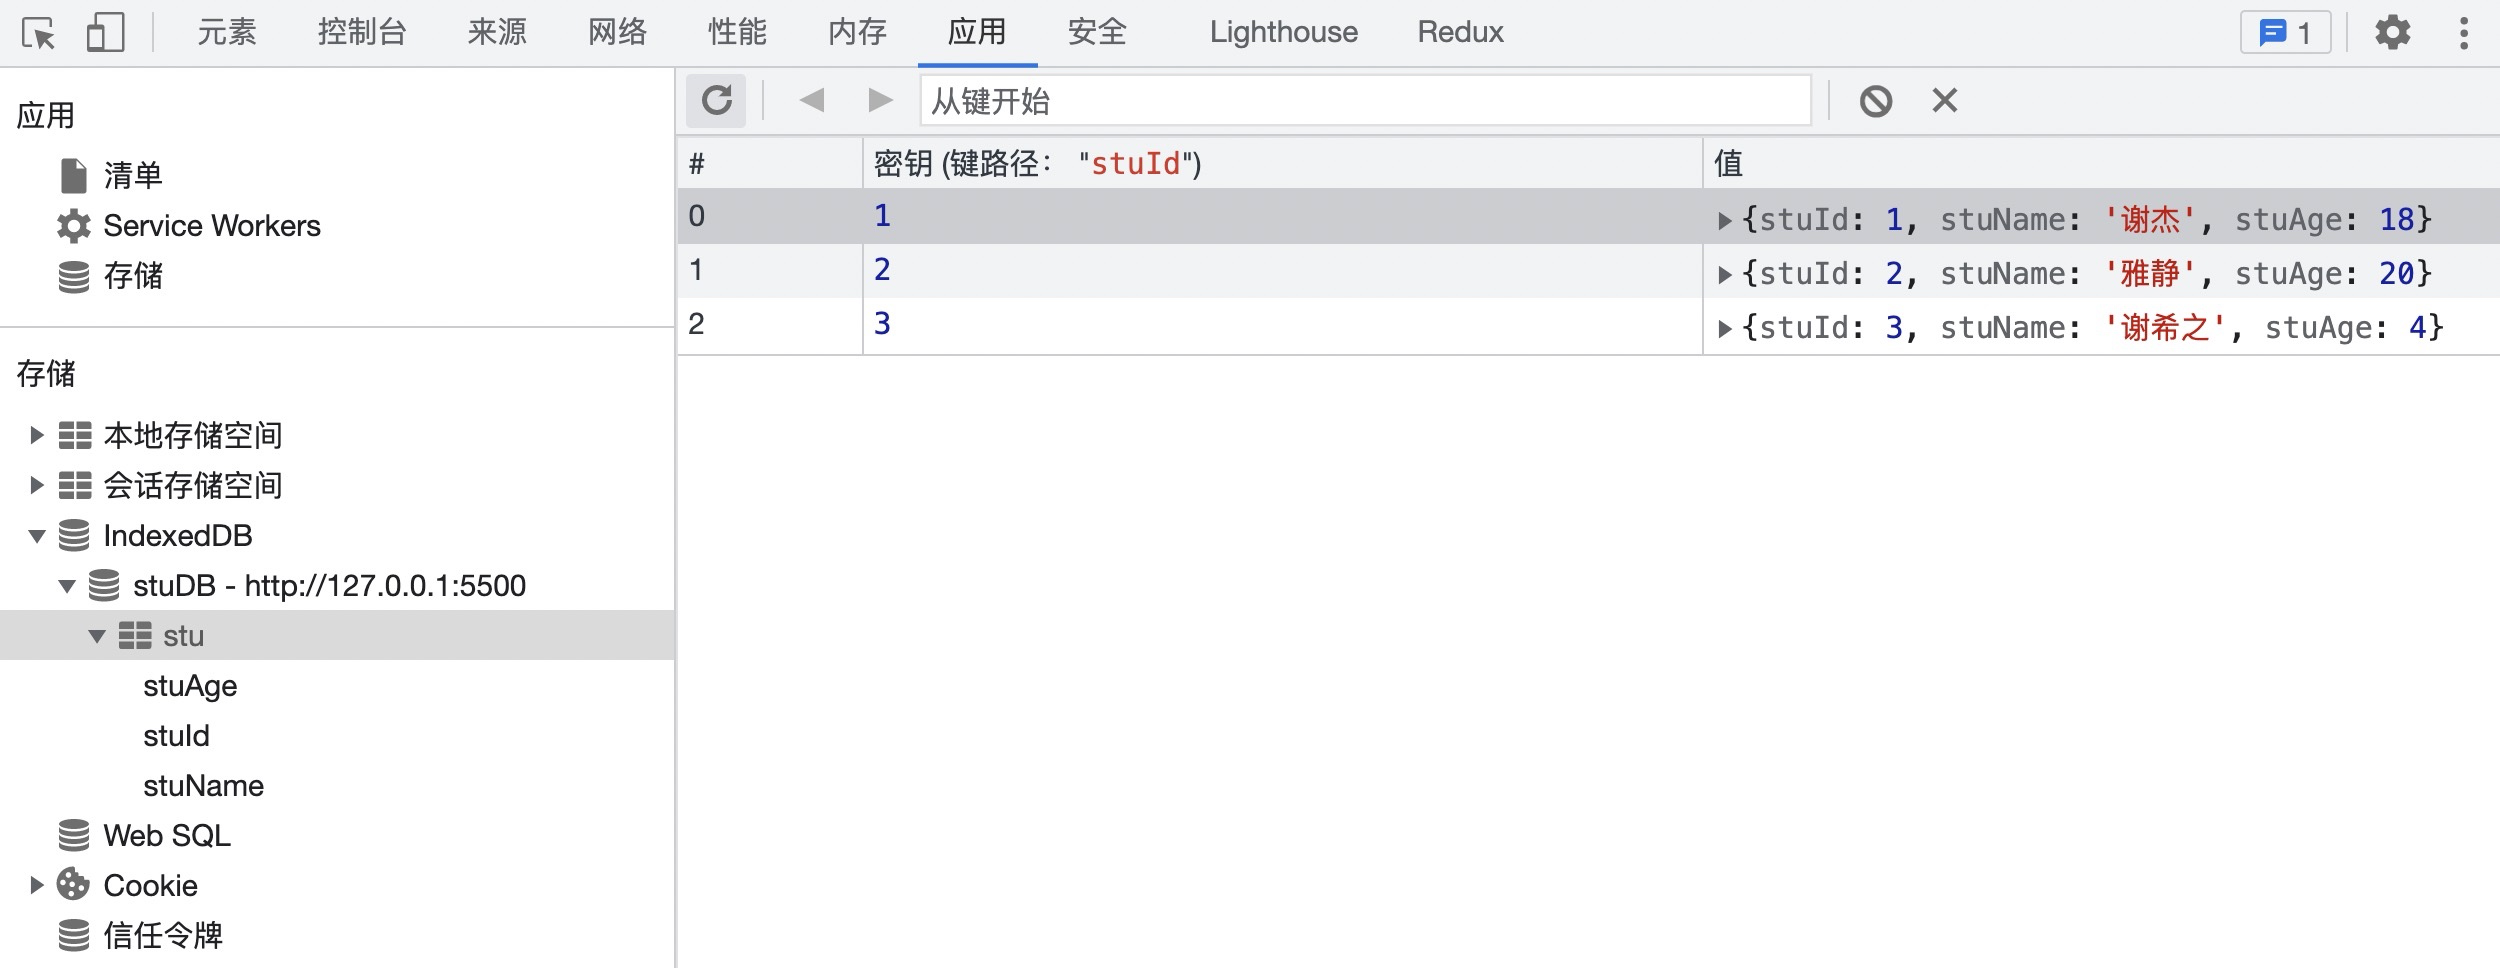 元素 控制台 来源 网络 性能 内存 应用 安全 Lighthouse Redux 1
应用
清单
Service Workers
存储
存储
本地存储空间
会话存储空间
IndexedDB
stuDB - http://127.0.0.1:5500
stu
stuAge
stuId
stuName
Web SQL
Cookie
信任令牌
从键开始
# 密钥 (键路径： "stuId") 值
0 1 {stuId: 1, stuName: '谢杰', stuAge: 18}
1 2 {stuId: 2, stuName: '雅静', stuAge: 20}
2 3 {stuId: 3, stuName: '谢希之', stuAge: 4}